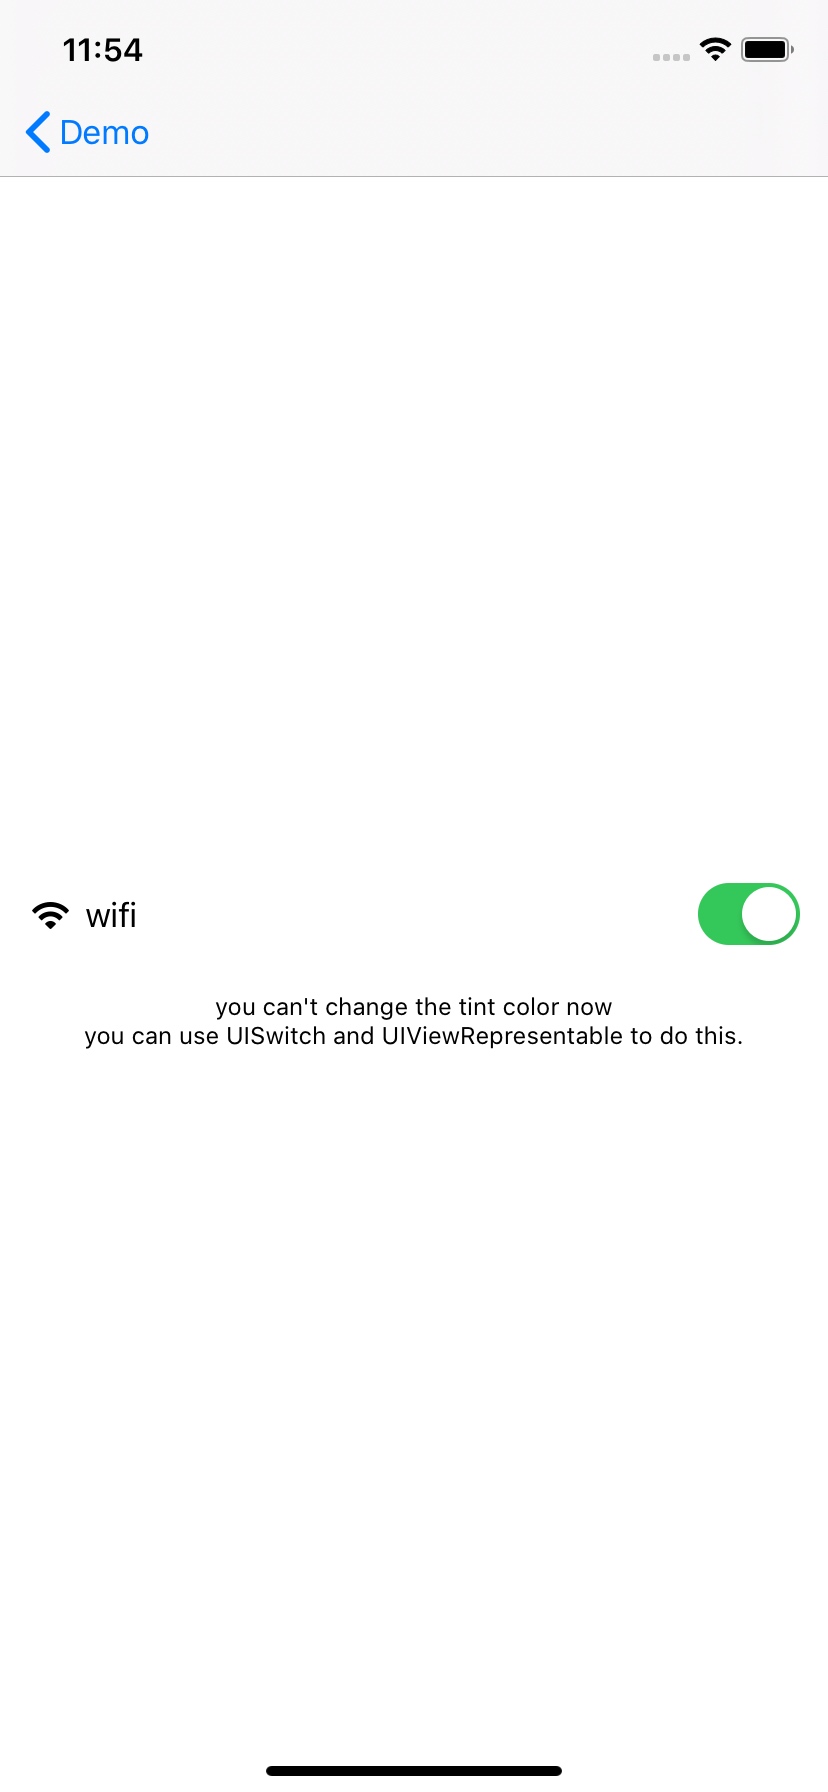 11:54
Demo
wifi
you can't change the tint color now
you can use UISwitch and UIViewRepresentable to do this.